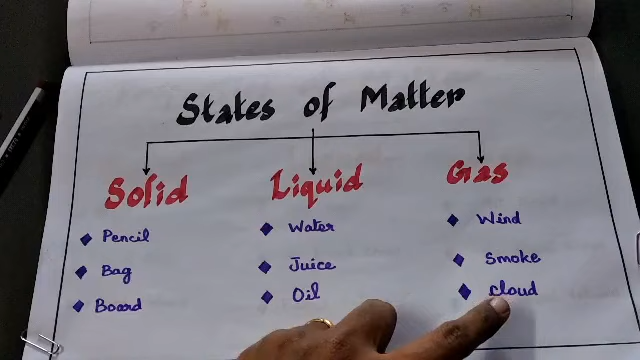 States of Matter
Solid Liquid Gas
Pencil Water Wind
Bag Juice Smoke
Board Oil cloud